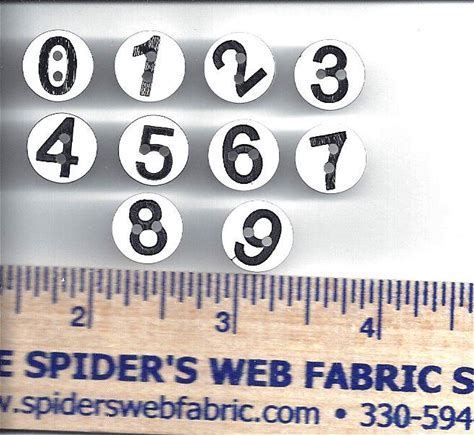 0 1 2 3
4 5 6 7
8 9
2 3 4
E SPIDER'S WEB FABRIC S
w.spiderswebfabric.com • 330-594